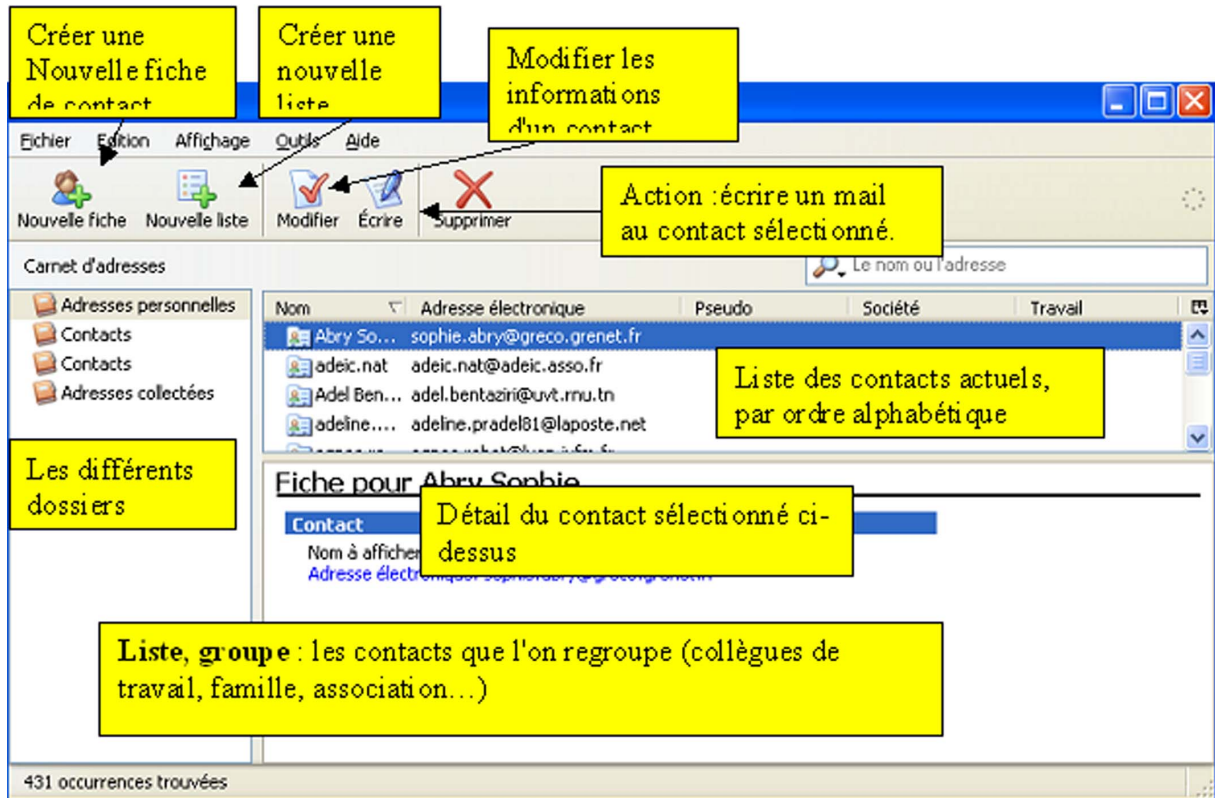 Créer une
Nouvelle fiche
de contact
Créer une
nouvelle
liste
Modifier les
informations
d'un contact
Fichier Edition Affichage Outils Aide
Nouvelle fiche Nouvelle liste Modifier Écrire Supprimer
Action :écrire un mail
au contact sélectionné.
Carnet d'adresses
Le nom ou l'adresse
Adresses personnelles
Contacts
Contacts
Adresses collectées
Nom Adresse électronique Pseudo Société Travail
Abry So... sophie.abry@greco.grenet.fr
adeic.nat adeic.nat@adeic.asso.fr
Adel Ben... adel.bentaziri@uvt.rnu.tn
adeline.... adeline.pradel81@laposte.net
Liste des contacts actuels,
par ordre alphabétique
Les différents
dossiers
Fiche pour Abry Sophie
Contact
Nom à afficher
Détail du contact sélectionné ci-
dessus
Liste, groupe : les contacts que l'on regroupe (collègues de
travail, famille, association...)
431 occurrences trouvées